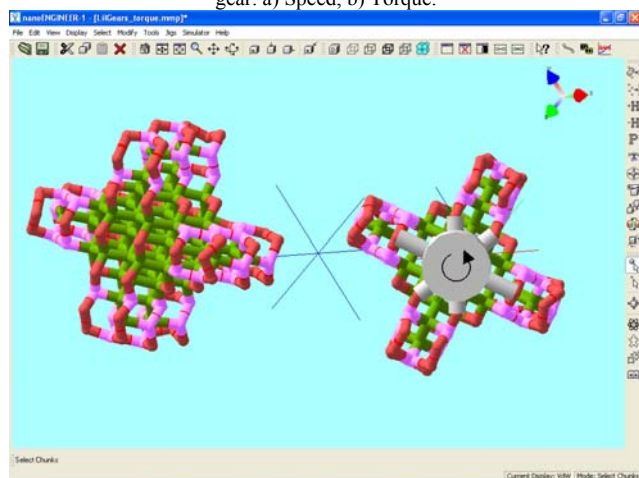 gear: a) Speed; b) Torque.
nanoENGINEER-1 - [LilGears_torque.mmp]*
File Edit View Display Select Modify Tools Jigs Simulator Help
Select Chunks
Current Display: VdW Mode: Select Chunks